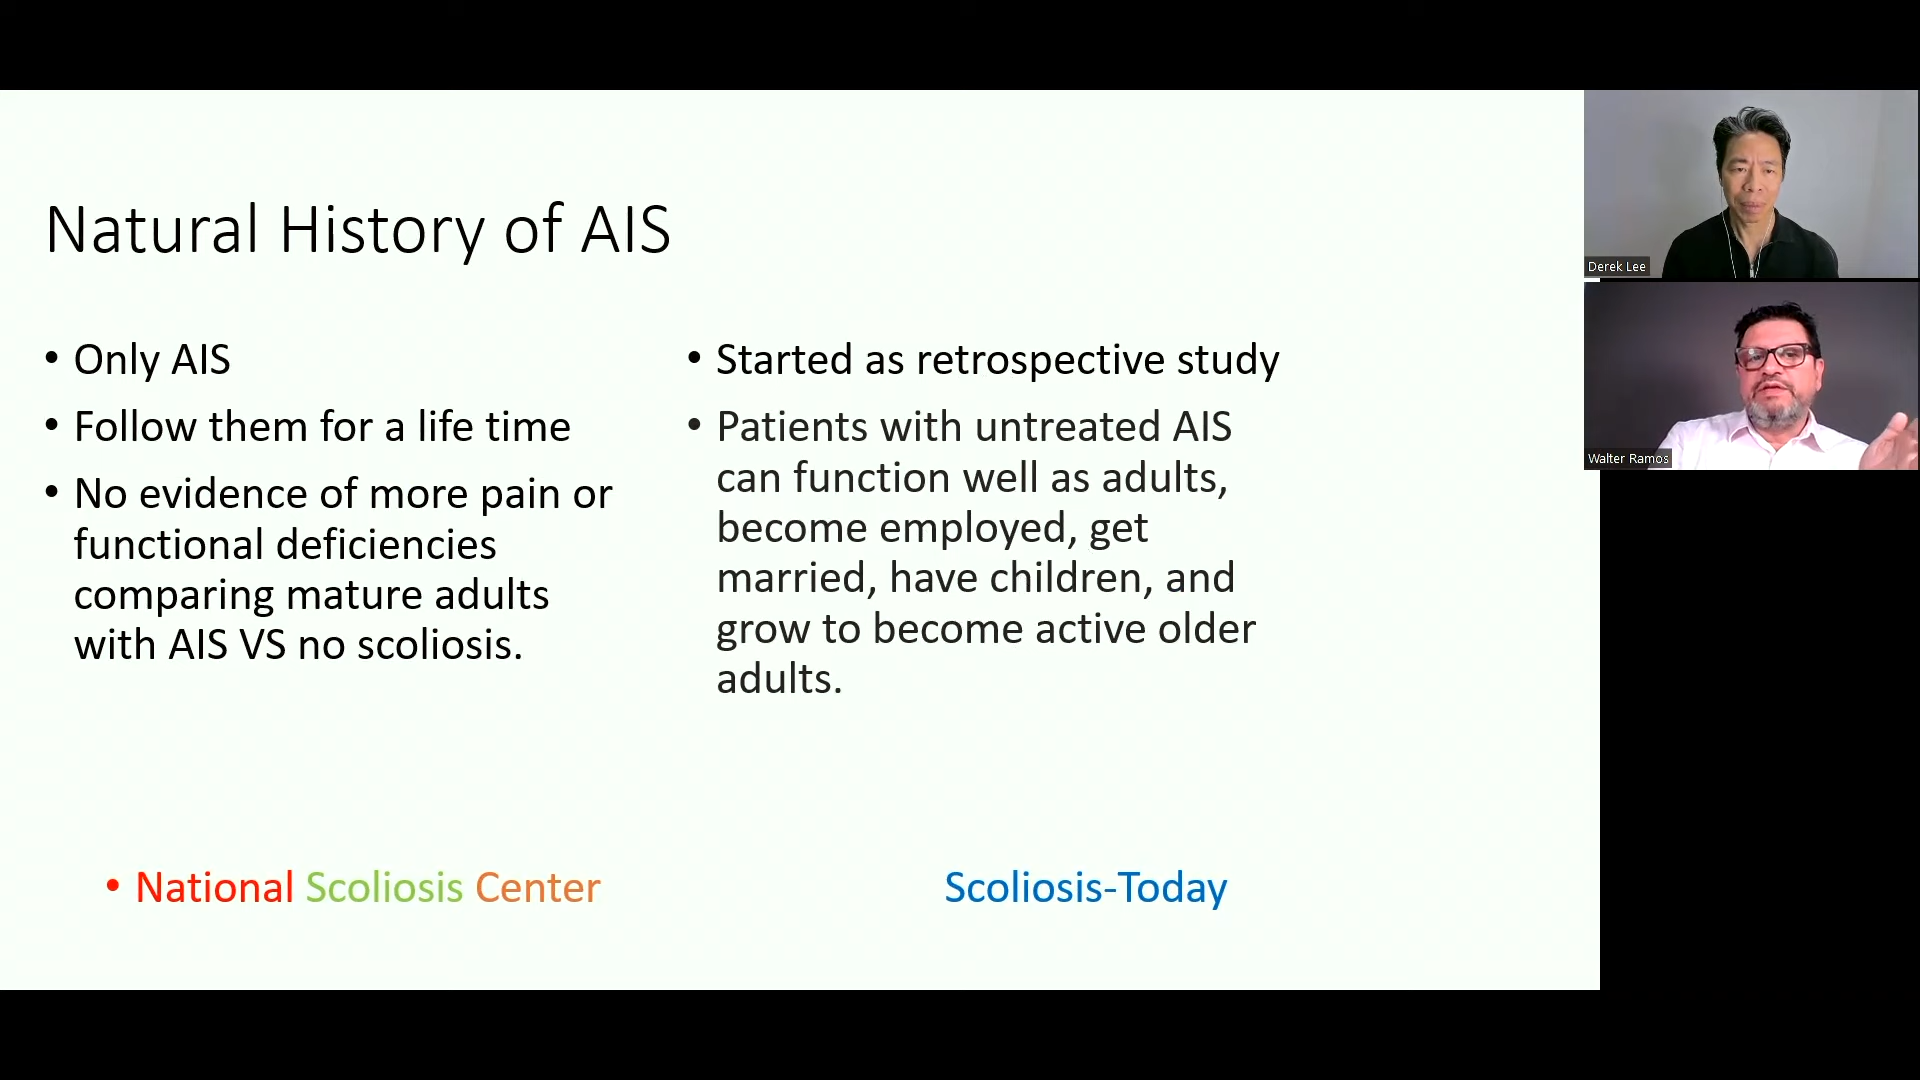 Natural History of AIS
• Only AIS
• Follow them for a life time
• No evidence of more pain or
functional deficiencies
comparing mature adults
with AIS VS no scoliosis.
• Started as retrospective study
• Patients with untreated AIS
can function well as adults,
become employed, get
married, have children, and
grow to become active older
adults.
• National Scoliosis Center
Scoliosis-Today
Derek Lee
Walter Ramos